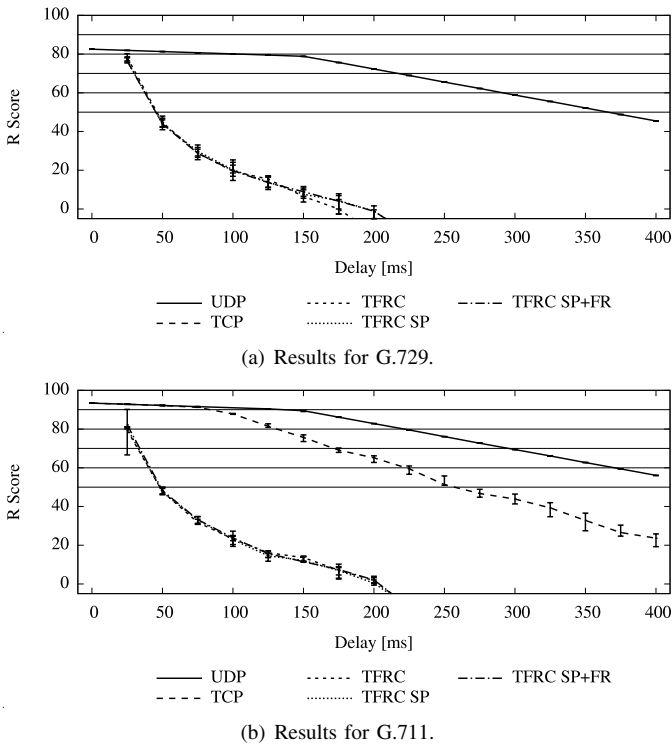 100
80
60
40
20
0
R Score
0 50 100 150 200 250 300 350 400
Delay [ms]
UDP TFRC TFRC SP+FR
TCP TFRC SP
(a) Results for G.729.
100
80
60
40
20
0
R Score
0 50 100 150 200 250 300 350 400
Delay [ms]
UDP TFRC TFRC SP+FR
TCP TFRC SP
(b) Results for G.711.